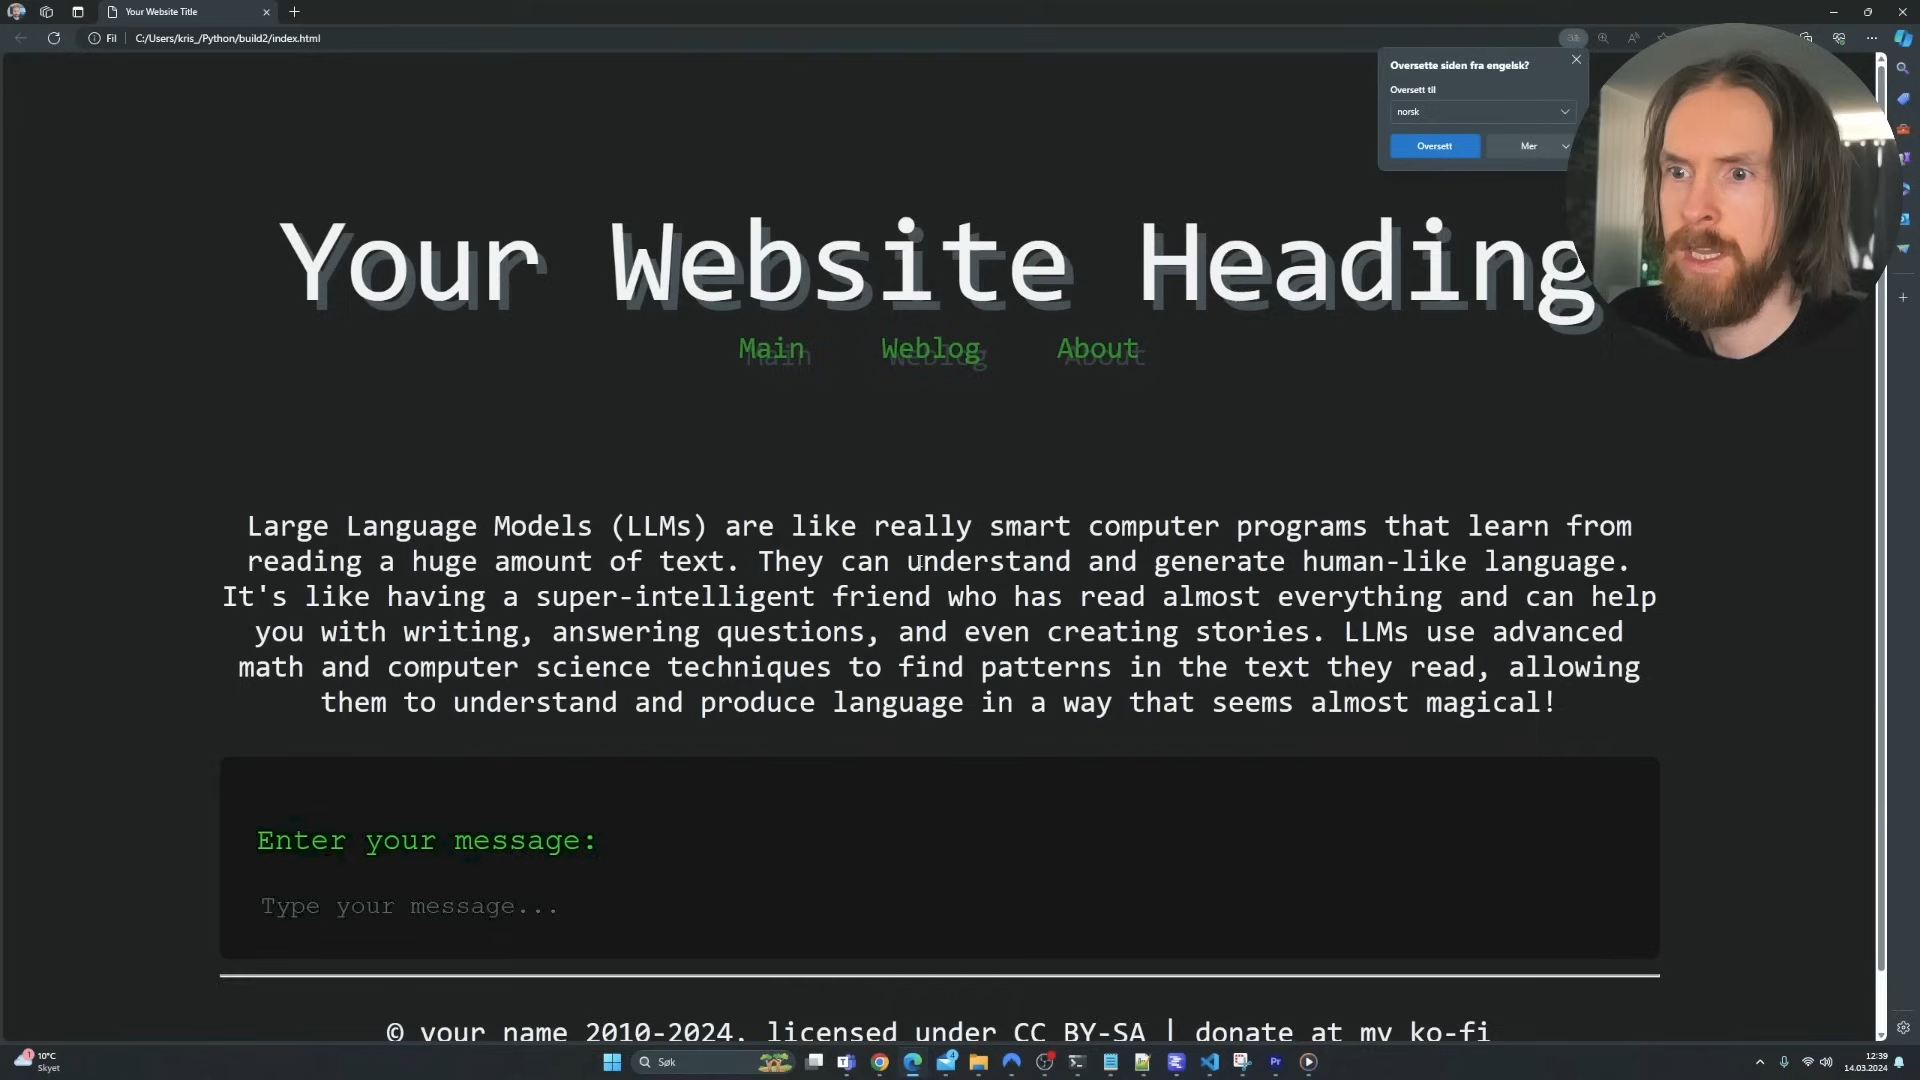 Your Website Title
Fil
C:/Users/kris_/Python/build2/index.html
Oversette siden fra engelsk?
Oversett til
norsk
Oversett
Mer
Your Website Heading
Main
Weblog
About
Large Language Models (LLMs) are like really smart computer programs that learn from
reading a huge amount of text. They can understand and generate human-like language.
It's like having a super-intelligent friend who has read almost everything and can help
you with writing, answering questions, and even creating stories. LLMs use advanced
math and computer science techniques to find patterns in the text they read, allowing
them to understand and produce language in a way that seems almost magical!
Enter your message:
Type your message...
© your name 2010-2024. licensed under CC BY-SA | donate at my ko-fi
10°C
Skyet
Søk
12:39
14.03.2024